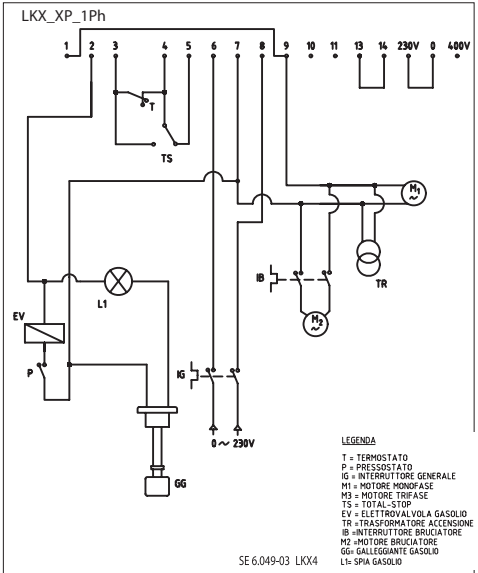 LKX_XP_1Ph
1 2 3 4 5 6 7 8 9 10 11 13 14 230V 0 400V
T
TS
M1 ~
IB
TR
L1
EV
M2 ~
P
IG
0 ~ 230V
GG
LEGENDA
T = TERMOSTATO
P = PRESSOSTATO
IG = INTERRUTTORE GENERALE
M1 = MOTORE MONOFASE
M3 = MOTORE TRIFASE
TS = TOTAL-STOP
EV = ELETTROVALVOLA GASOLIO
TR =TRASFORMATORE ACCENSIONE
IB =INTERRUTTORE BRUCIATORE
M2 =MOTORE BRUCIATORE
GG= GALLEGGIANTE GASOLIO
L1= SPIA GASOLIO
SE 6.049-03 LKX4